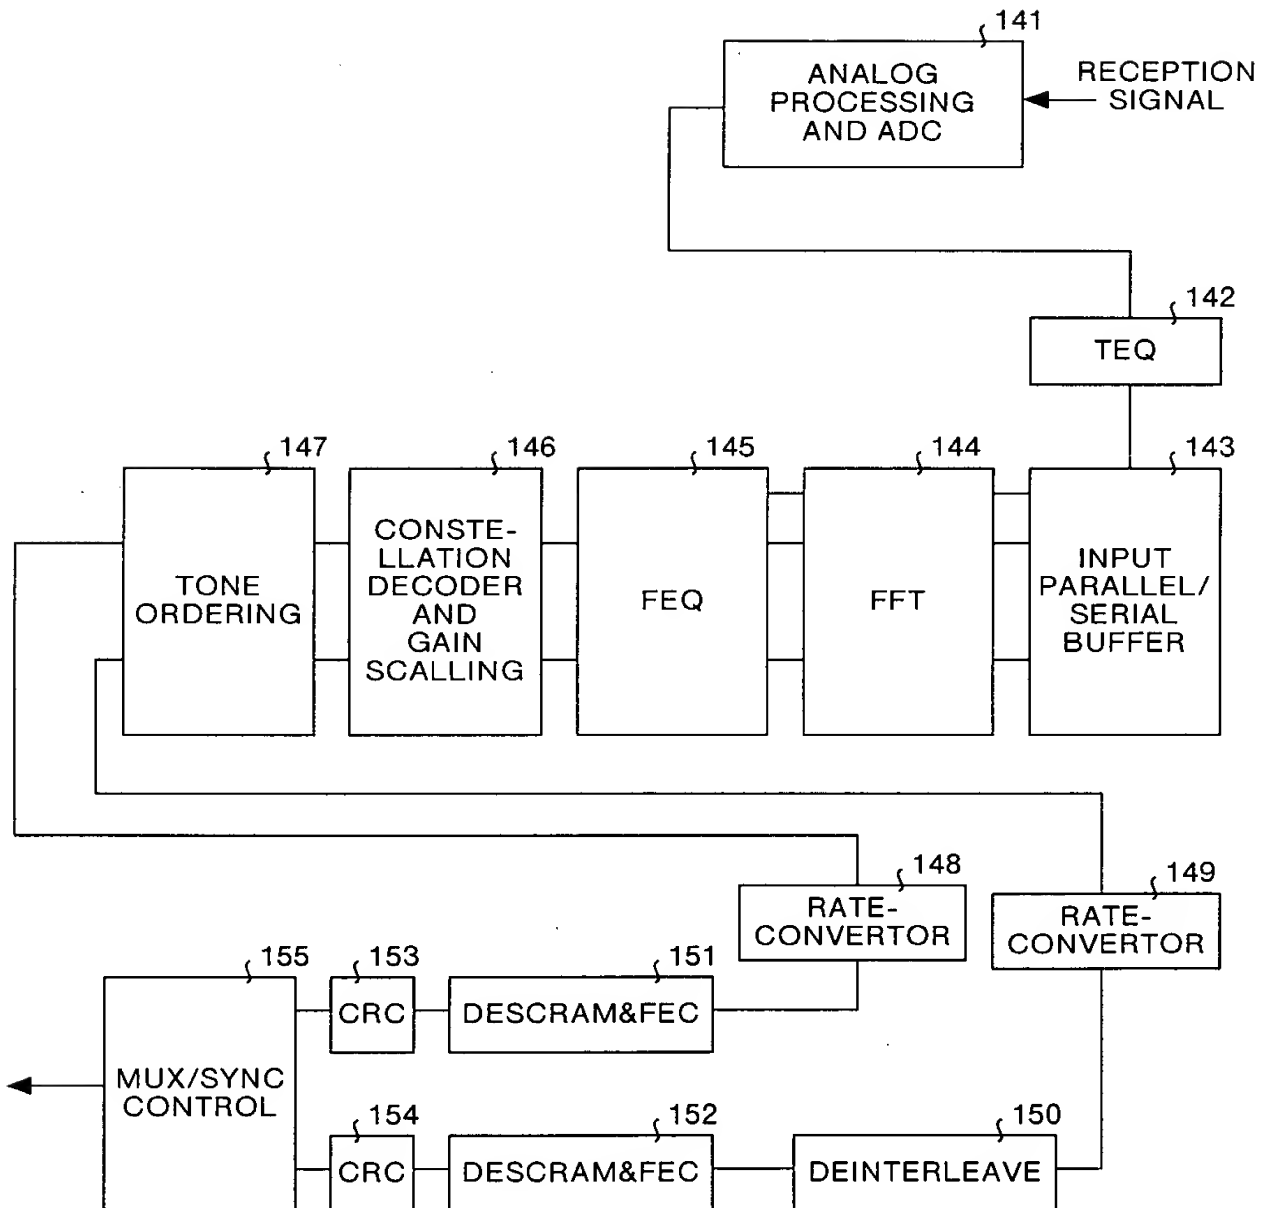 141
ANALOG
PROCESSING
AND ADC
RECEPTION
SIGNAL
142
TEQ
147
146
145
144
143
TONE
ORDERING
CONSTE-
LLATION
DECODER
AND
GAIN
SCALLING
FEQ
FFT
INPUT
PARALLEL/
SERIAL
BUFFER
148
RATE-
CONVERTOR
149
RATE-
CONVERTOR
155
153
151
MUX/SYNC
CONTROL
CRC
DESCRAM&FEC
154
152
150
CRC
DESCRAM&FEC
DEINTERLEAVE